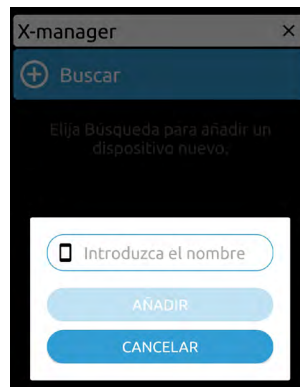 X-manager
Buscar
Elija Búsqueda para añadir un
dispositivo nuevo.
Introduzca el nombre
AÑADIR
CANCELAR